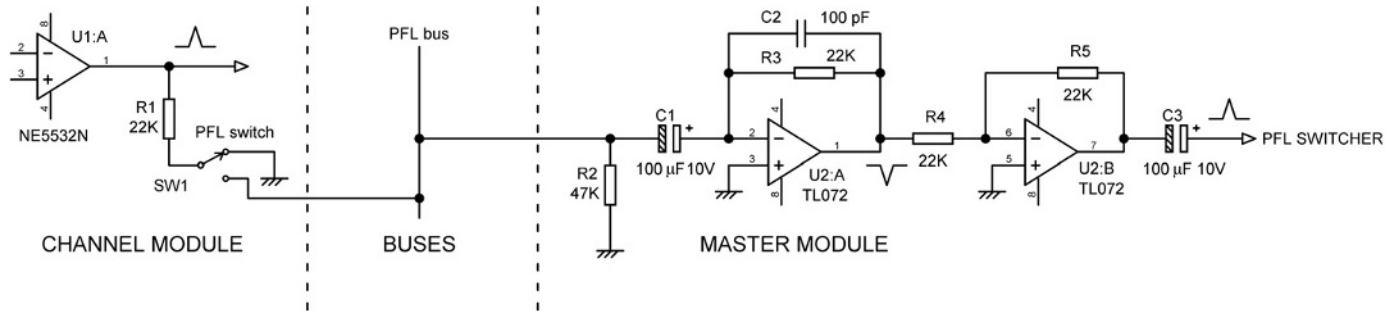 8
U1:A
2
3
1
4
NE5532N
R1
22K
PFL switch
SW1
CHANNEL MODULE
PFL bus
BUSES
C2
100 pF
R3
22K
C1
+
100 µF 10V
R2
47K
4
2
3
1
8
U2:A
TL072
R4
22K
R5
22K
4
6
5
7
8
U2:B
TL072
C3
+
100 µF 10V
PFL SWITCHER
MASTER MODULE